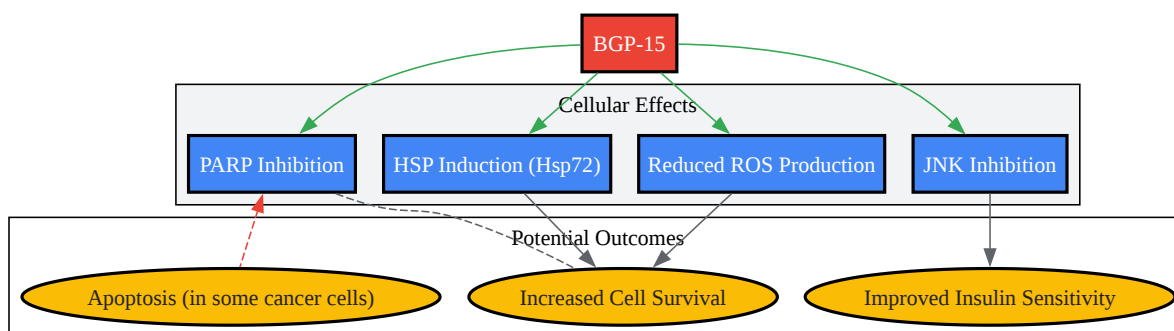 BGP-15
Cellular Effects
PARP Inhibition
HSP Induction (Hsp72)
Reduced ROS Production
JNK Inhibition
Potential Outcomes
Apoptosis (in some cancer cells)
Increased Cell Survival
Improved Insulin Sensitivity